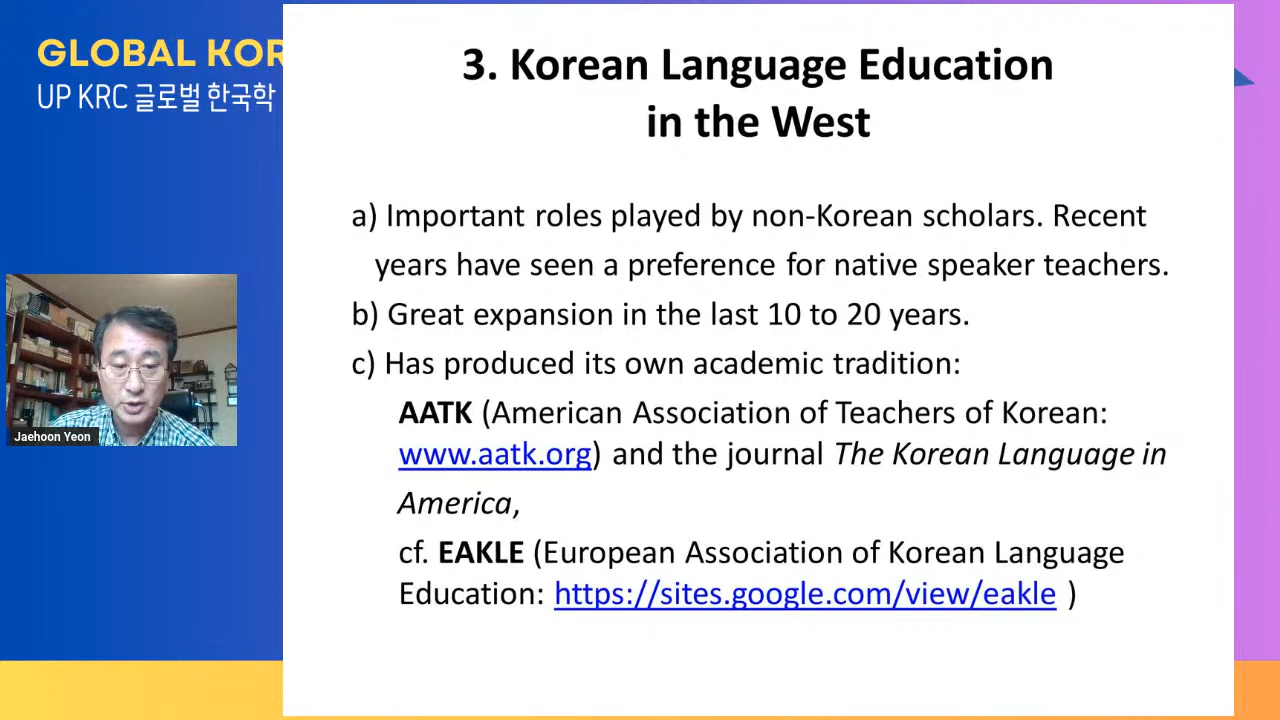 GLOBAL KOR
UP KRC 글로벌 한국학
3. Korean Language Education
in the West
a) Important roles played by non-Korean scholars. Recent
years have seen a preference for native speaker teachers.
b) Great expansion in the last 10 to 20 years.
c) Has produced its own academic tradition:
AATK (American Association of Teachers of Korean:
www.aatk.org) and the journal The Korean Language in
America,
cf. EAKLE (European Association of Korean Language
Education: https://sites.google.com/view/eakle )
Jaehoon Yeon